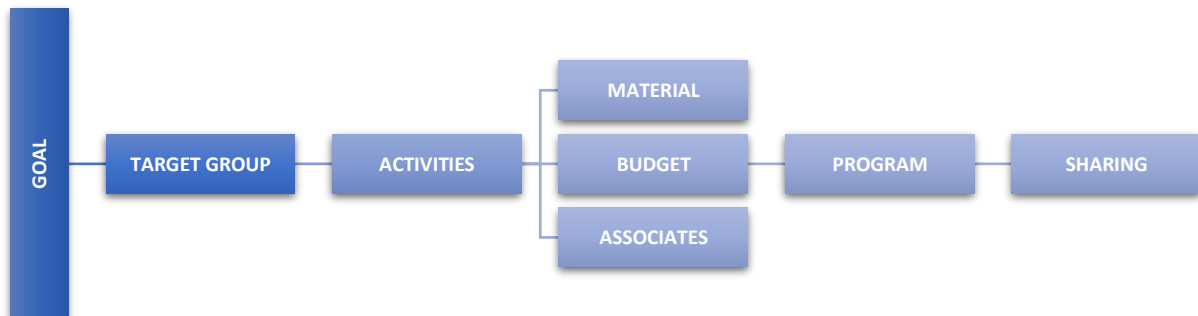 GOAL
TARGET GROUP
ACTIVITIES
MATERIAL
BUDGET
ASSOCIATES
PROGRAM
SHARING